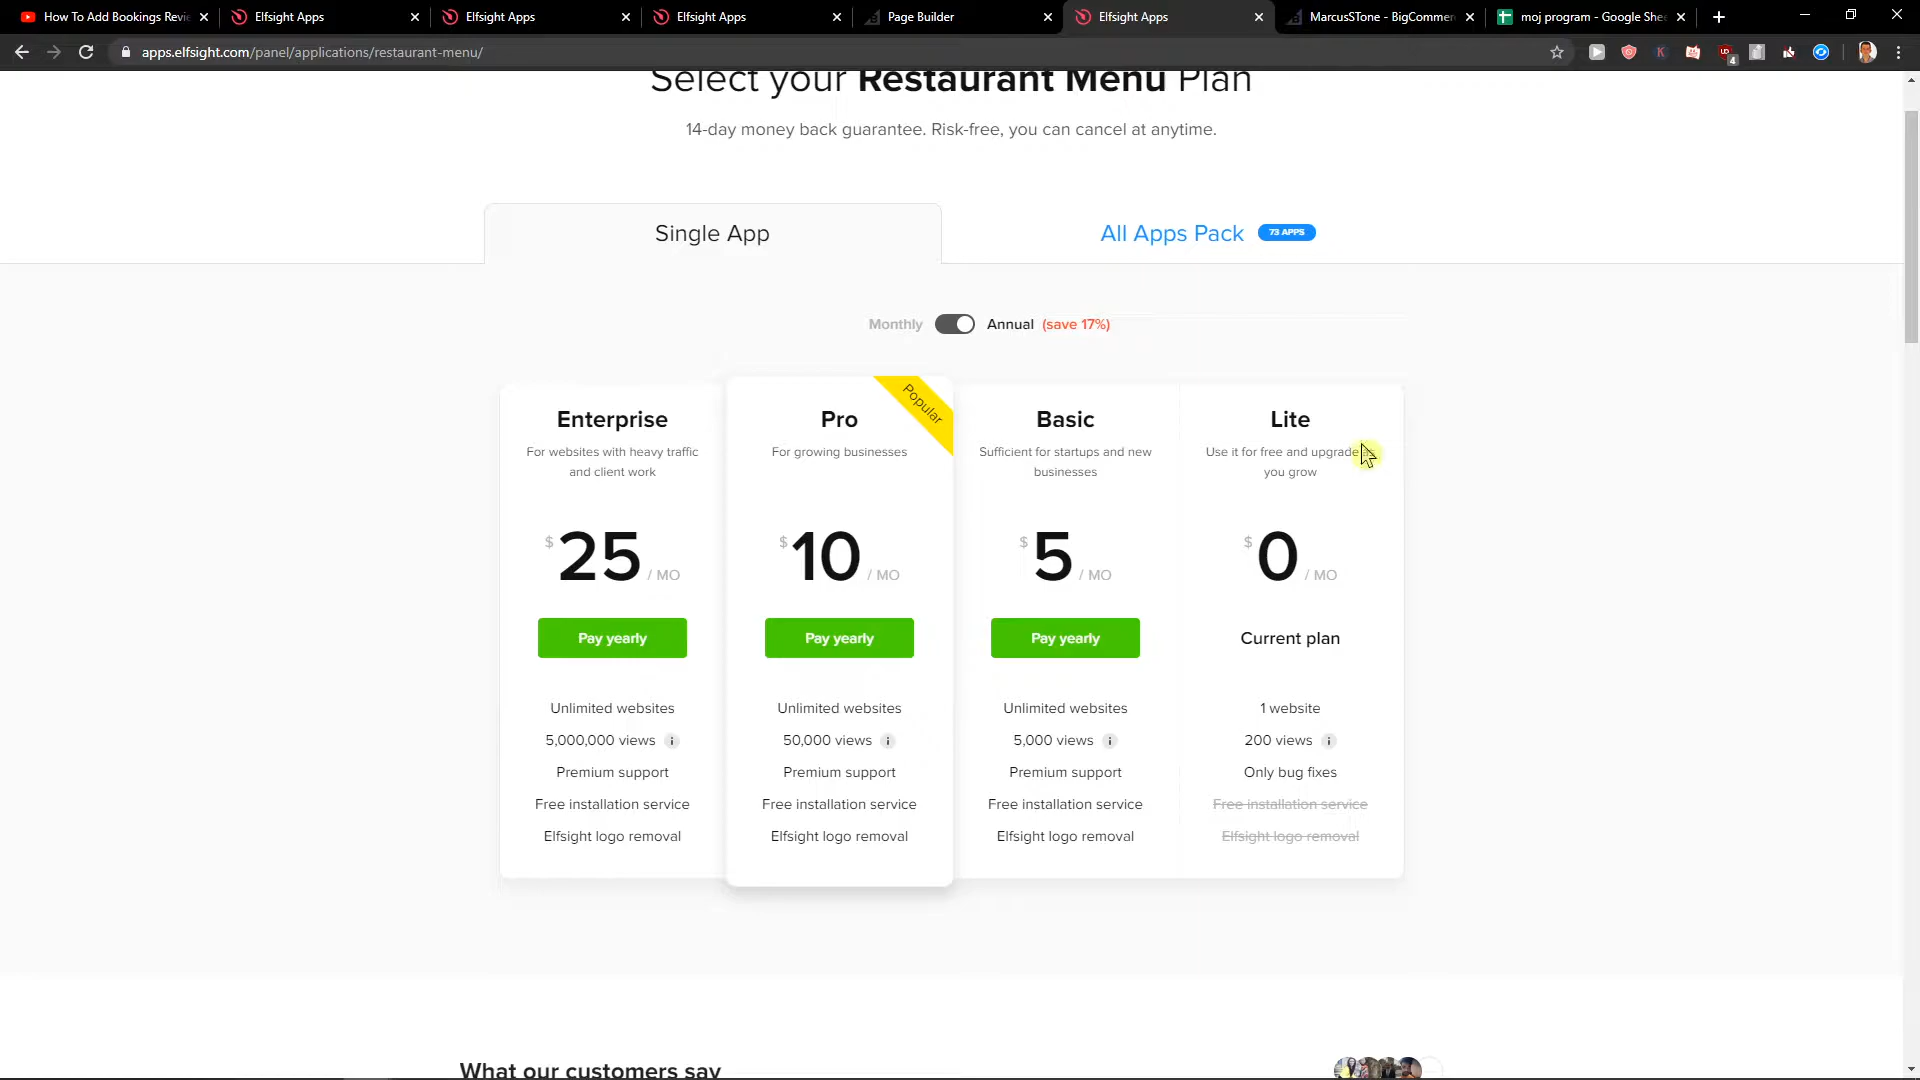 How To Add Bookings Revie
Elfsight Apps
Elfsight Apps
Elfsight Apps
Page Builder
Elfsight Apps
MarcusSTone - BigCommer
moj program - Google Shee
apps.elfsight.com/panel/applications/restaurant-menu/
4
Select your Restaurant Menu Plan
14-day money back guarantee. Risk-free, you can cancel at anytime.
Single App
All Apps Pack 73 APPS
Monthly Annual (save 17%)
Enterprise
For websites with heavy traffic
and client work
$ 25 / MO
Pay yearly
Unlimited websites
5,000,000 views i
Premium support
Free installation service
Elfsight logo removal
Popular
Pro
For growing businesses
$ 10 / MO
Pay yearly
Unlimited websites
50,000 views i
Premium support
Free installation service
Elfsight logo removal
Basic
Sufficient for startups and new
businesses
$ 5 / MO
Pay yearly
Unlimited websites
5,000 views i
Premium support
Free installation service
Elfsight logo removal
Lite
Use it for free and upgrade as
you grow
$ 0 / MO
Current plan
1 website
200 views i
Only bug fixes
Free installation service
Elfsight logo removal
What our customers say